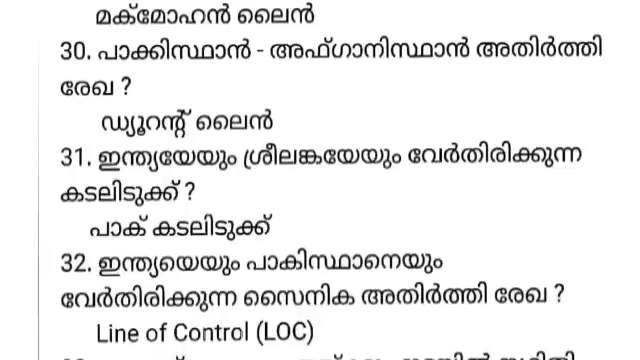 മക്മോഹൻ ലൈൻ
30. പാക്കിസ്ഥാൻ - അഫ്ഗാനിസ്ഥാൻ അതിർത്തി
രേഖ ?
ഡ്യൂറന്റ് ലൈൻ
31. ഇന്ത്യയേയും ശ്രീലങ്കയേയും വേർതിരിക്കുന്ന
കടലിടുക്ക് ?
പാക് കടലിടുക്ക്
32. ഇന്ത്യയെയും പാകിസ്ഥാനെയും
വേർതിരിക്കുന്ന സൈനിക അതിർത്തി രേഖ ?
Line of Control (LOC)